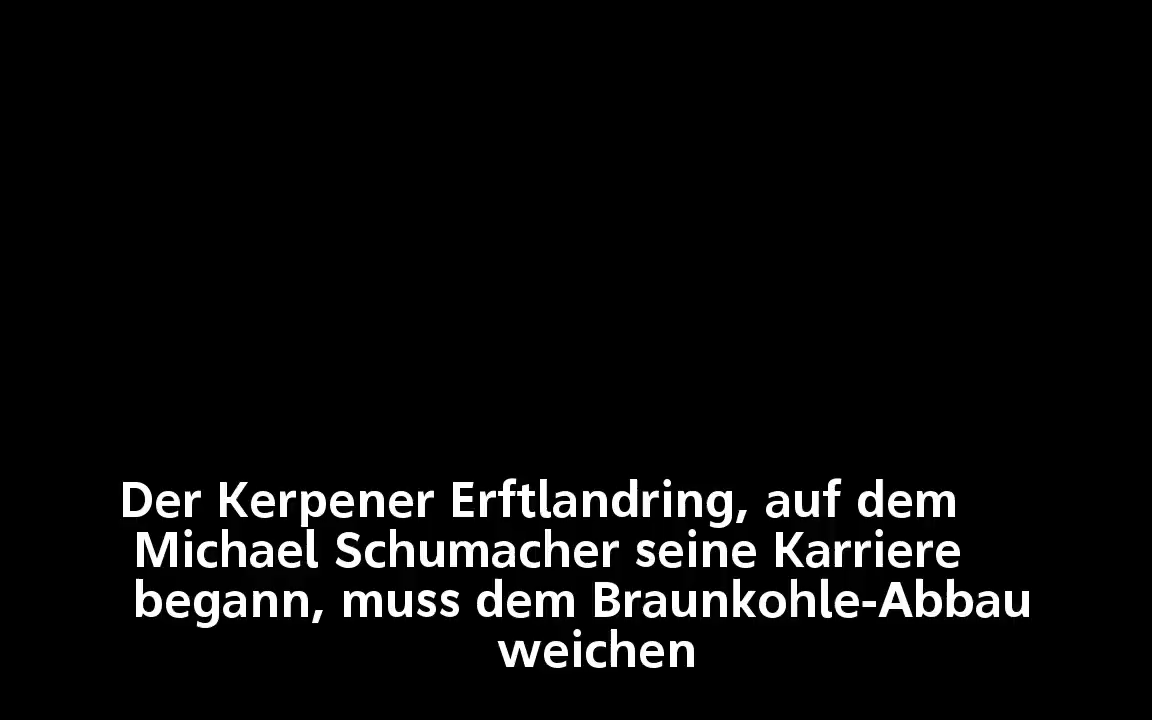 Der Kerpener Erftlandring, auf dem
Michael Schumacher seine Karriere
begann, muss dem Braunkohle-Abbau
weichen